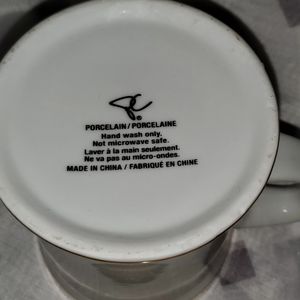 PORCELAIN/PORCELAINE
Hand wash only.
Not microwave safe.
Laver à la main seulement.
Ne va pas au micro-ondes.
MADE IN CHINA / FABRIQUÉ EN CHINE